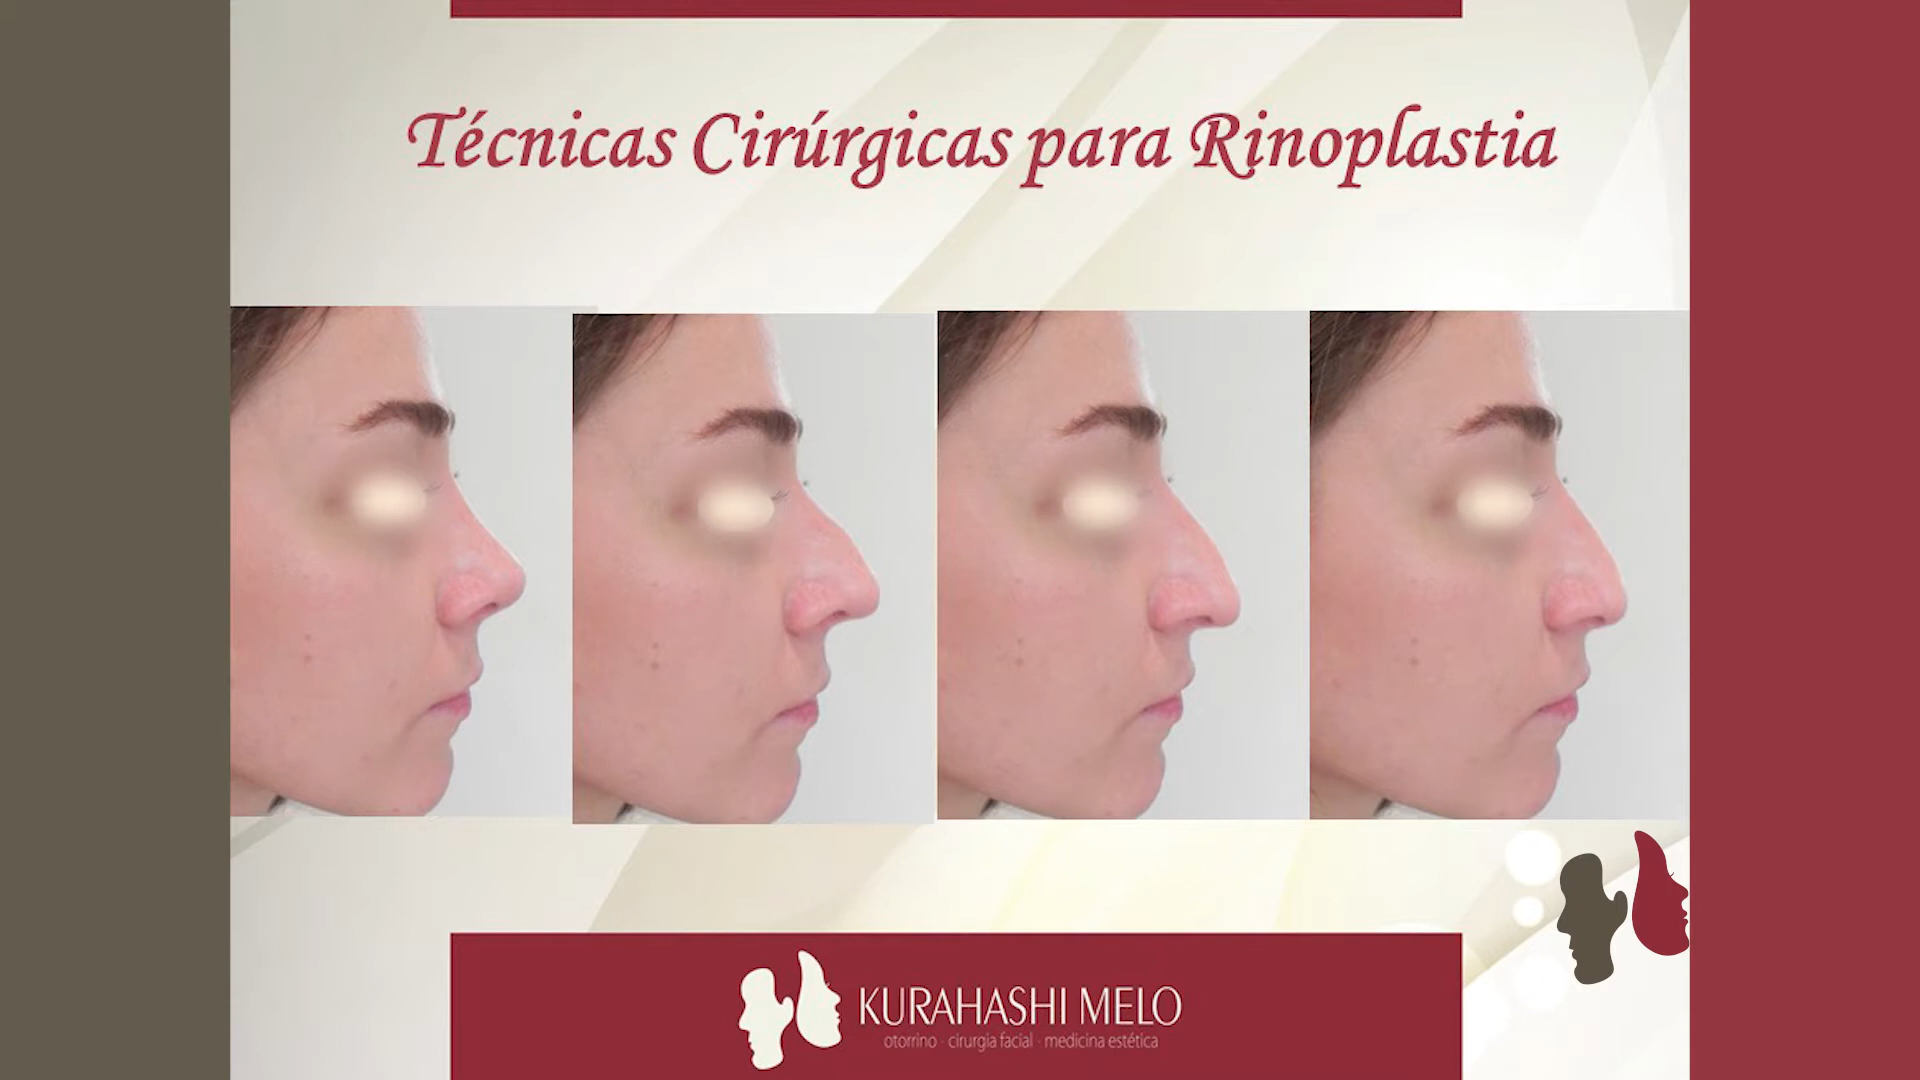 Técnicas Cirúrgicas para Rinoplastia
KURAHASHI MELO
otorrino · cirurgia facial · medicina estética